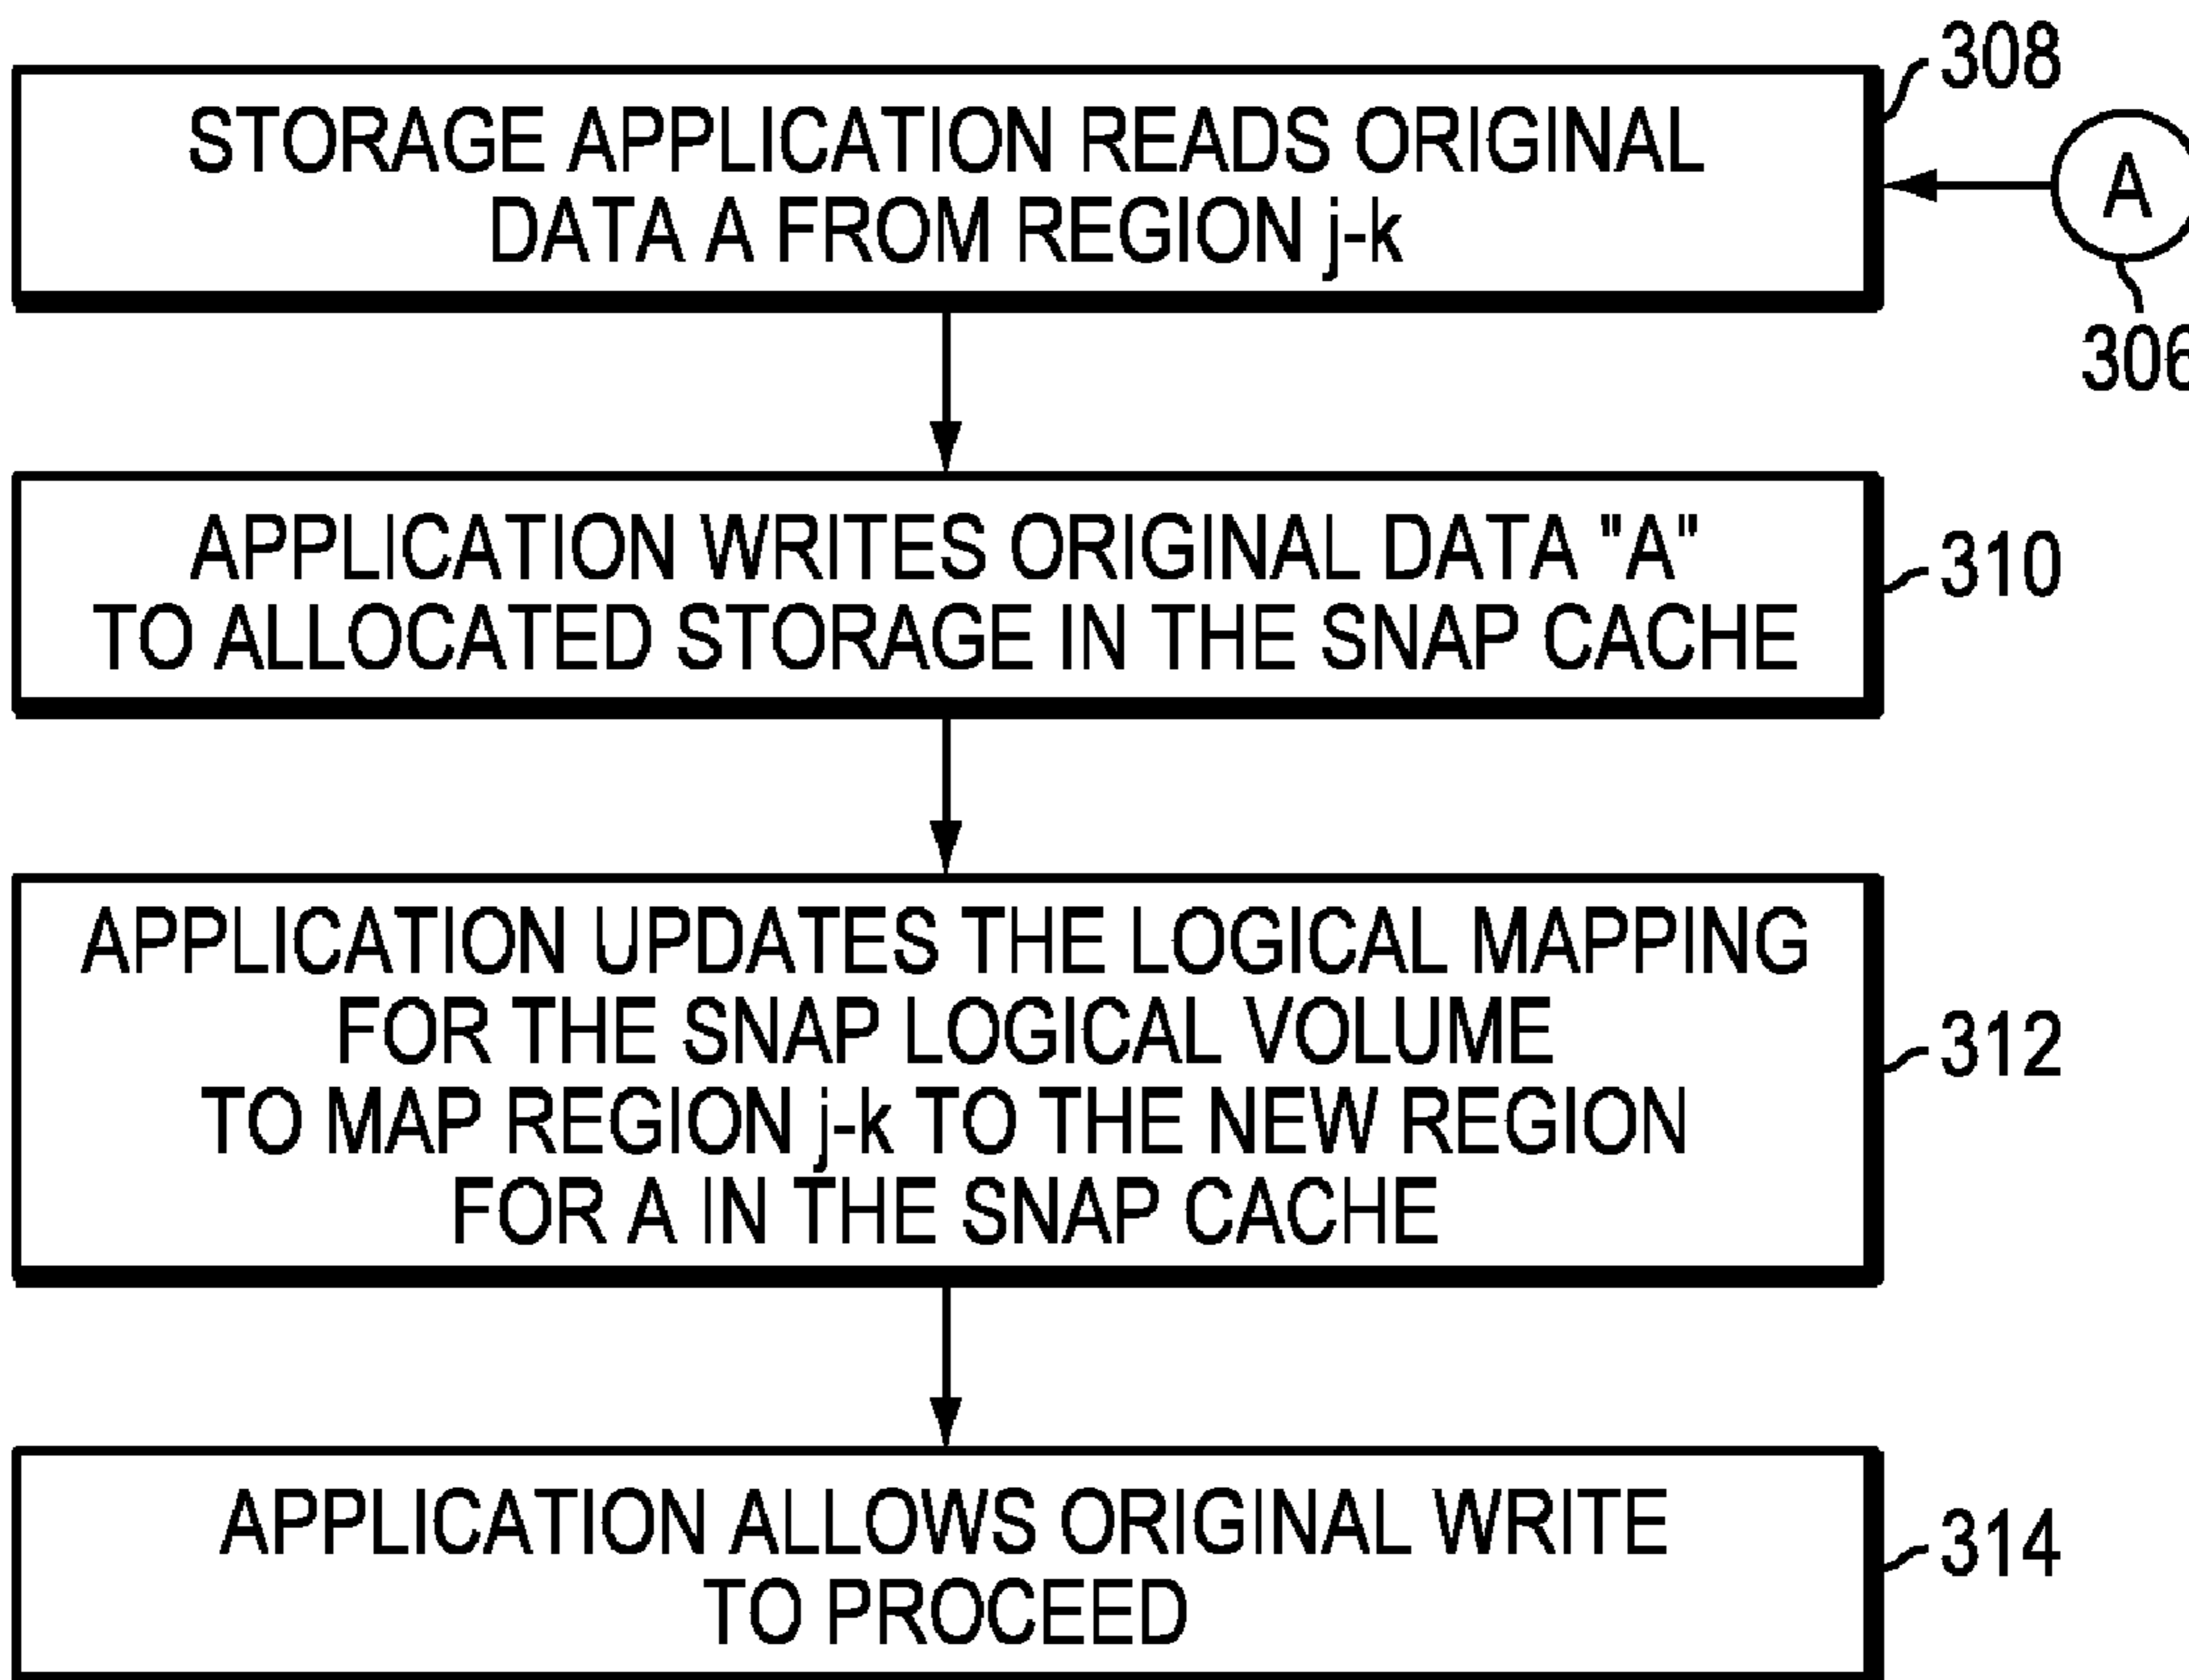 308
STORAGE APPLICATION READS ORIGINAL
DATA A FROM REGION j-k
A
306
APPLICATION WRITES ORIGINAL DATA "A"
TO ALLOCATED STORAGE IN THE SNAP CACHE
310
APPLICATION UPDATES THE LOGICAL MAPPING
FOR THE SNAP LOGICAL VOLUME
TO MAP REGION j-k TO THE NEW REGION
FOR A IN THE SNAP CACHE
312
APPLICATION ALLOWS ORIGINAL WRITE
TO PROCEED
314